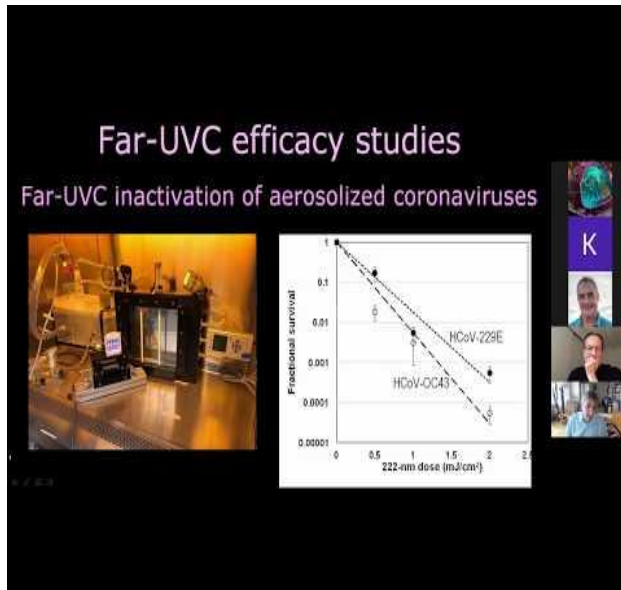 Far-UVC efficacy studies
Far-UVC inactivation of aerosolized coronaviruses
K
1
0.1
0.01
0.001
0.0001
0.00001
Fractional survival
HCoV-229E
HCoV-OC43
0 0.5 1 1.5 2 2.5
222-nm dose (mJ/cm²)